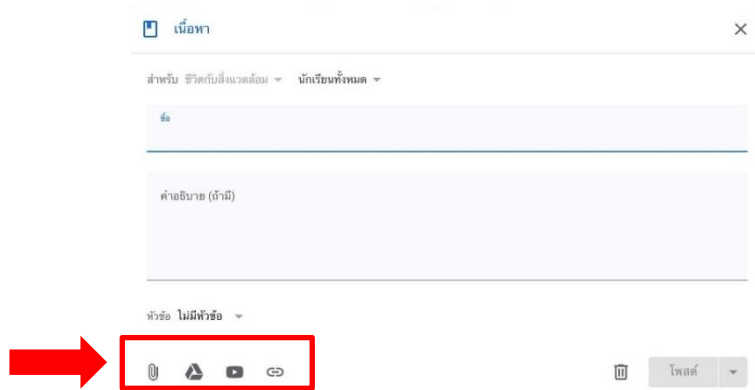 เนื้อหา
สำหรับ ชีวิตกับสิ่งแวดล้อม นักเรียนทั้งหมด
ชื่อ
คำอธิบาย (ถ้ามี)
หัวข้อ ไม่มีหัวข้อ
โพสต์